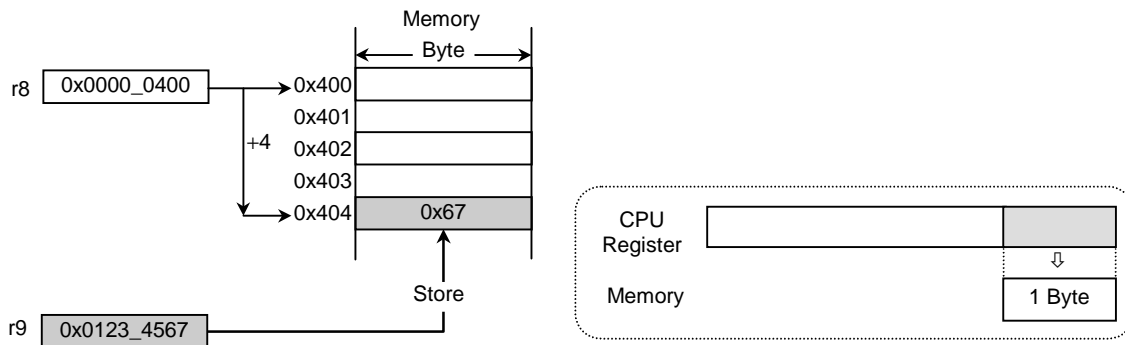 Memory
Byte
r8 0x0000_0400 0x400
0x401
+4 0x402
0x403
0x404 0x67
CPU
Register
Store
Memory 1 Byte
r9 0x0123_4567